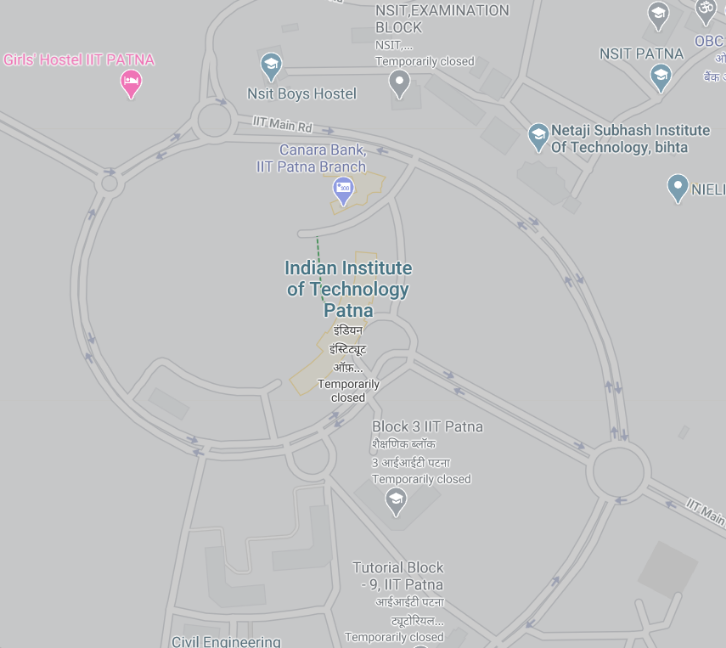 NSIT,EXAMINATION
BLOCK
NSIT,...
Temporarily closed
Girls' Hostel IIT PATNA
Nsit Boys Hostel
NSIT PATNA
OBC
Netaji Subhash Institute
Of Technology, bihta
IIT Main Rd
Canara Bank,
IIT Patna Branch
NIELI
Indian Institute
of Technology
Patna
इंडियन
इंस्टिट्यूट
ऑफ़...
Temporarily
closed
Block 3 IIT Patna
शैक्षणिक ब्लॉक
3 आईआईटी पटना
Temporarily closed
IIT Main
Tutorial Block
- 9, IIT Patna
आईआईटी पटना
ट्यूटोरियल...
Temporarily closed
Civil Engineering